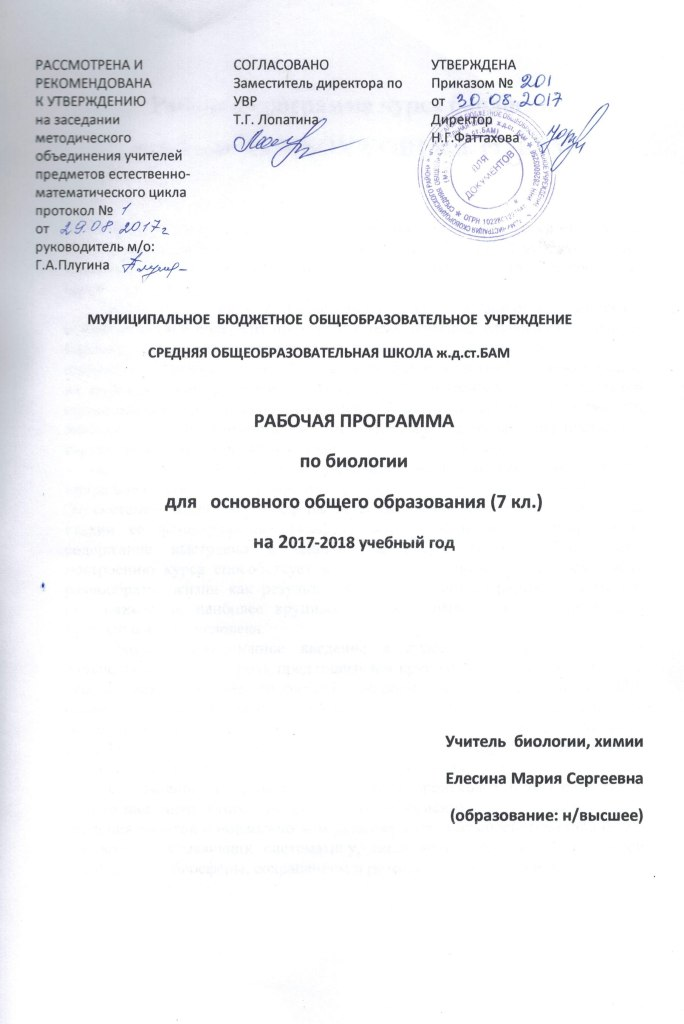 РАССМОТРЕНА И
РЕКОМЕНДОВАНА
К УТВЕРЖДЕНИЮ
на заседании
методического
объединения учителей
предметов естественно-
математического цикла
протокол № 1
от 29.08.2017г
руководитель м/о:
Г.А.Плугина
СОГЛАСОВАНО
Заместитель директора по
УВР
Т.Г. Лопатина
УТВЕРЖДЕНА
Приказом № 201
от 30.08.2017
Директор
Н.Г.Фаттахова
ДЛЯ
ДОКУМЕНТОВ
МУНИЦИПАЛЬНОЕ БЮДЖЕТНОЕ ОБЩЕОБРАЗОВАТЕЛЬНОЕ УЧРЕЖДЕНИЕ
СРЕДНЯЯ ОБЩЕОБРАЗОВАТЕЛЬНАЯ ШКОЛА ж.д.ст.БАМ
РАБОЧАЯ ПРОГРАММА
по биологии
для основного общего образования (7 кл.)
на 2017-2018 учебный год
Учитель биологии, химии
Елесина Мария Сергеевна
(образование: н/высшее)